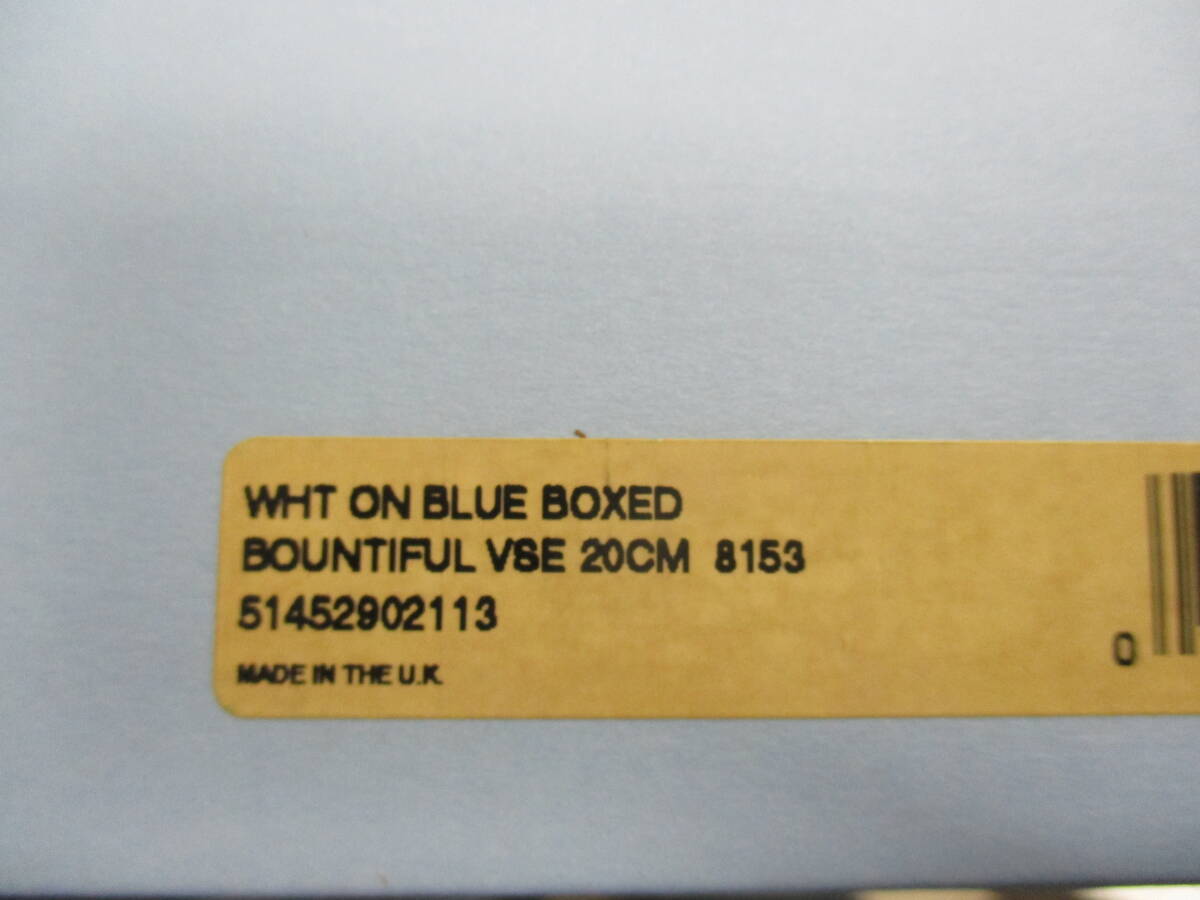 WHT ON BLUE BOXED
BOUNTIFUL VSE 20CM 8153
51452902113
MADE IN THE U.K.
0